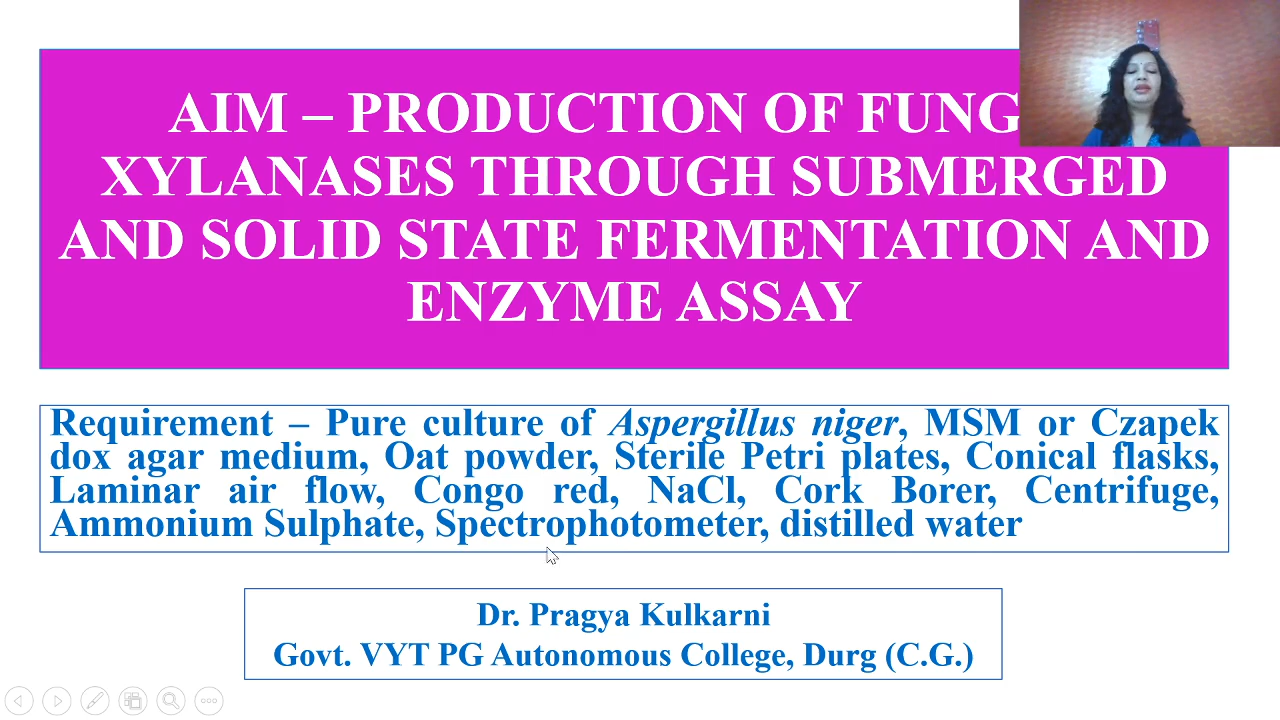 AIM – PRODUCTION OF FUNG
XYLANASES THROUGH SUBMERGED
AND SOLID STATE FERMENTATION AND
ENZYME ASSAY
Requirement – Pure culture of Aspergillus niger, MSM or Czapek
dox agar medium, Oat powder, Sterile Petri plates, Conical flasks,
Laminar air flow, Congo red, NaCl, Cork Borer, Centrifuge,
Ammonium Sulphate, Spectrophotometer, distilled water
Dr. Pragya Kulkarni
Govt. VYT PG Autonomous College, Durg (C.G.)